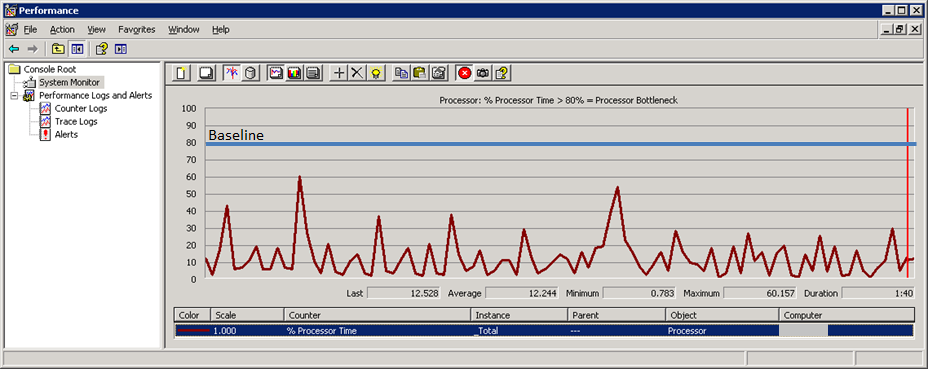 Performance
File Action View Favorites Window Help
Console Root
System Monitor
Performance Logs and Alerts
Counter Logs
Trace Logs
Alerts
Processor: % Processor Time > 80% = Processor Bottleneck
100
90
80
70
60
50
40
30
20
10
0
Baseline
Last 12.528 Average 12.244 Minimum 0.783 Maximum 60.157 Duration 1:40
Color Scale Counter Instance Parent Object Computer
1.000 % Processor Time _Total --- Processor